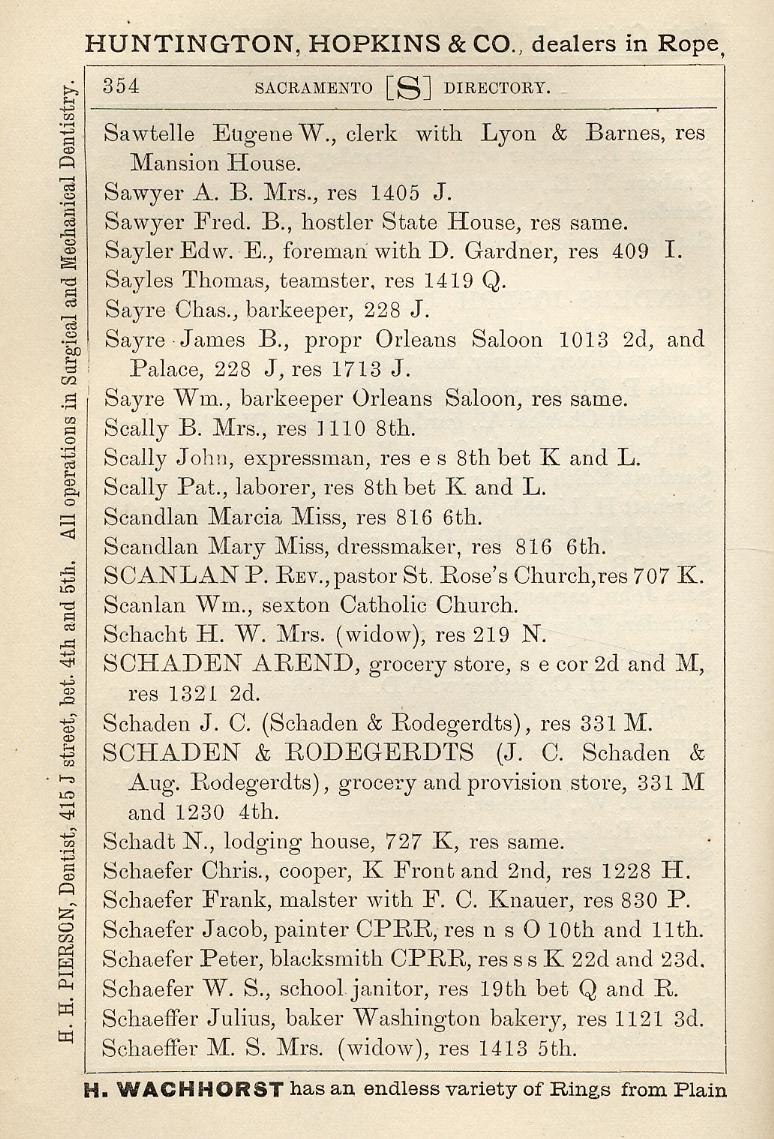 HUNTINGTON, HOPKINS & CO., dealers in Rope,
354 SACRAMENTO [S] DIRECTORY.
Sawtelle Eugene W., clerk with Lyon & Barnes, res
Mansion House.
Sawyer A. B. Mrs., res 1405 J.
Sawyer Fred. B., hostler State House, res same.
Sayler Edw. E., foreman with D. Gardner, res 409 I.
Sayles Thomas, teamster, res 1419 Q.
Sayre Chas., barkeeper, 228 J.
Sayre James B., propr Orleans Saloon 1013 2d, and
Palace, 228 J, res 1713 J.
Sayre Wm., barkeeper Orleans Saloon, res same.
Scally B. Mrs., res 1110 8th.
Scally John, expressman, res e s 8th bet K and L.
Scally Pat., laborer, res 8th bet K and L.
Scandlan Marcia Miss, res 816 6th.
Scandlan Mary Miss, dressmaker, res 816 6th.
SCANLAN P. REV., pastor St. Rose's Church, res 707 K.
Scanlan Wm., sexton Catholic Church.
Schacht H. W. Mrs. (widow), res 219 N.
SCHADEN AREND, grocery store, s e cor 2d and M,
res 1321 2d.
Schaden J. C. (Schaden & Rodegerdts), res 331 M.
SCHADEN & RODEGERDTS (J. C. Schaden &
Aug. Rodegerdts), grocery and provision store, 331 M
and 1230 4th.
Schadt N., lodging house, 727 K, res same.
Schaefer Chris., cooper, K Front and 2nd, res 1228 H.
Schaefer Frank, malster with F. C. Knauer, res 830 P.
Schaefer Jacob, painter CPRR, res n s O 10th and 11th.
Schaefer Peter, blacksmith CPRR, res s s K 22d and 23d.
Schaefer W. S., school janitor, res 19th bet Q and R.
Schaeffer Julius, baker Washington bakery, res 1121 3d.
Schaeffer M. S. Mrs. (widow), res 1413 5th.
H. WACHHORST has an endless variety of Rings from Plain
H. H. PIERSON, Dentist, 415 J street, bet. 4th and 5th. All operations in Surgical and Mechanical Dentistry.